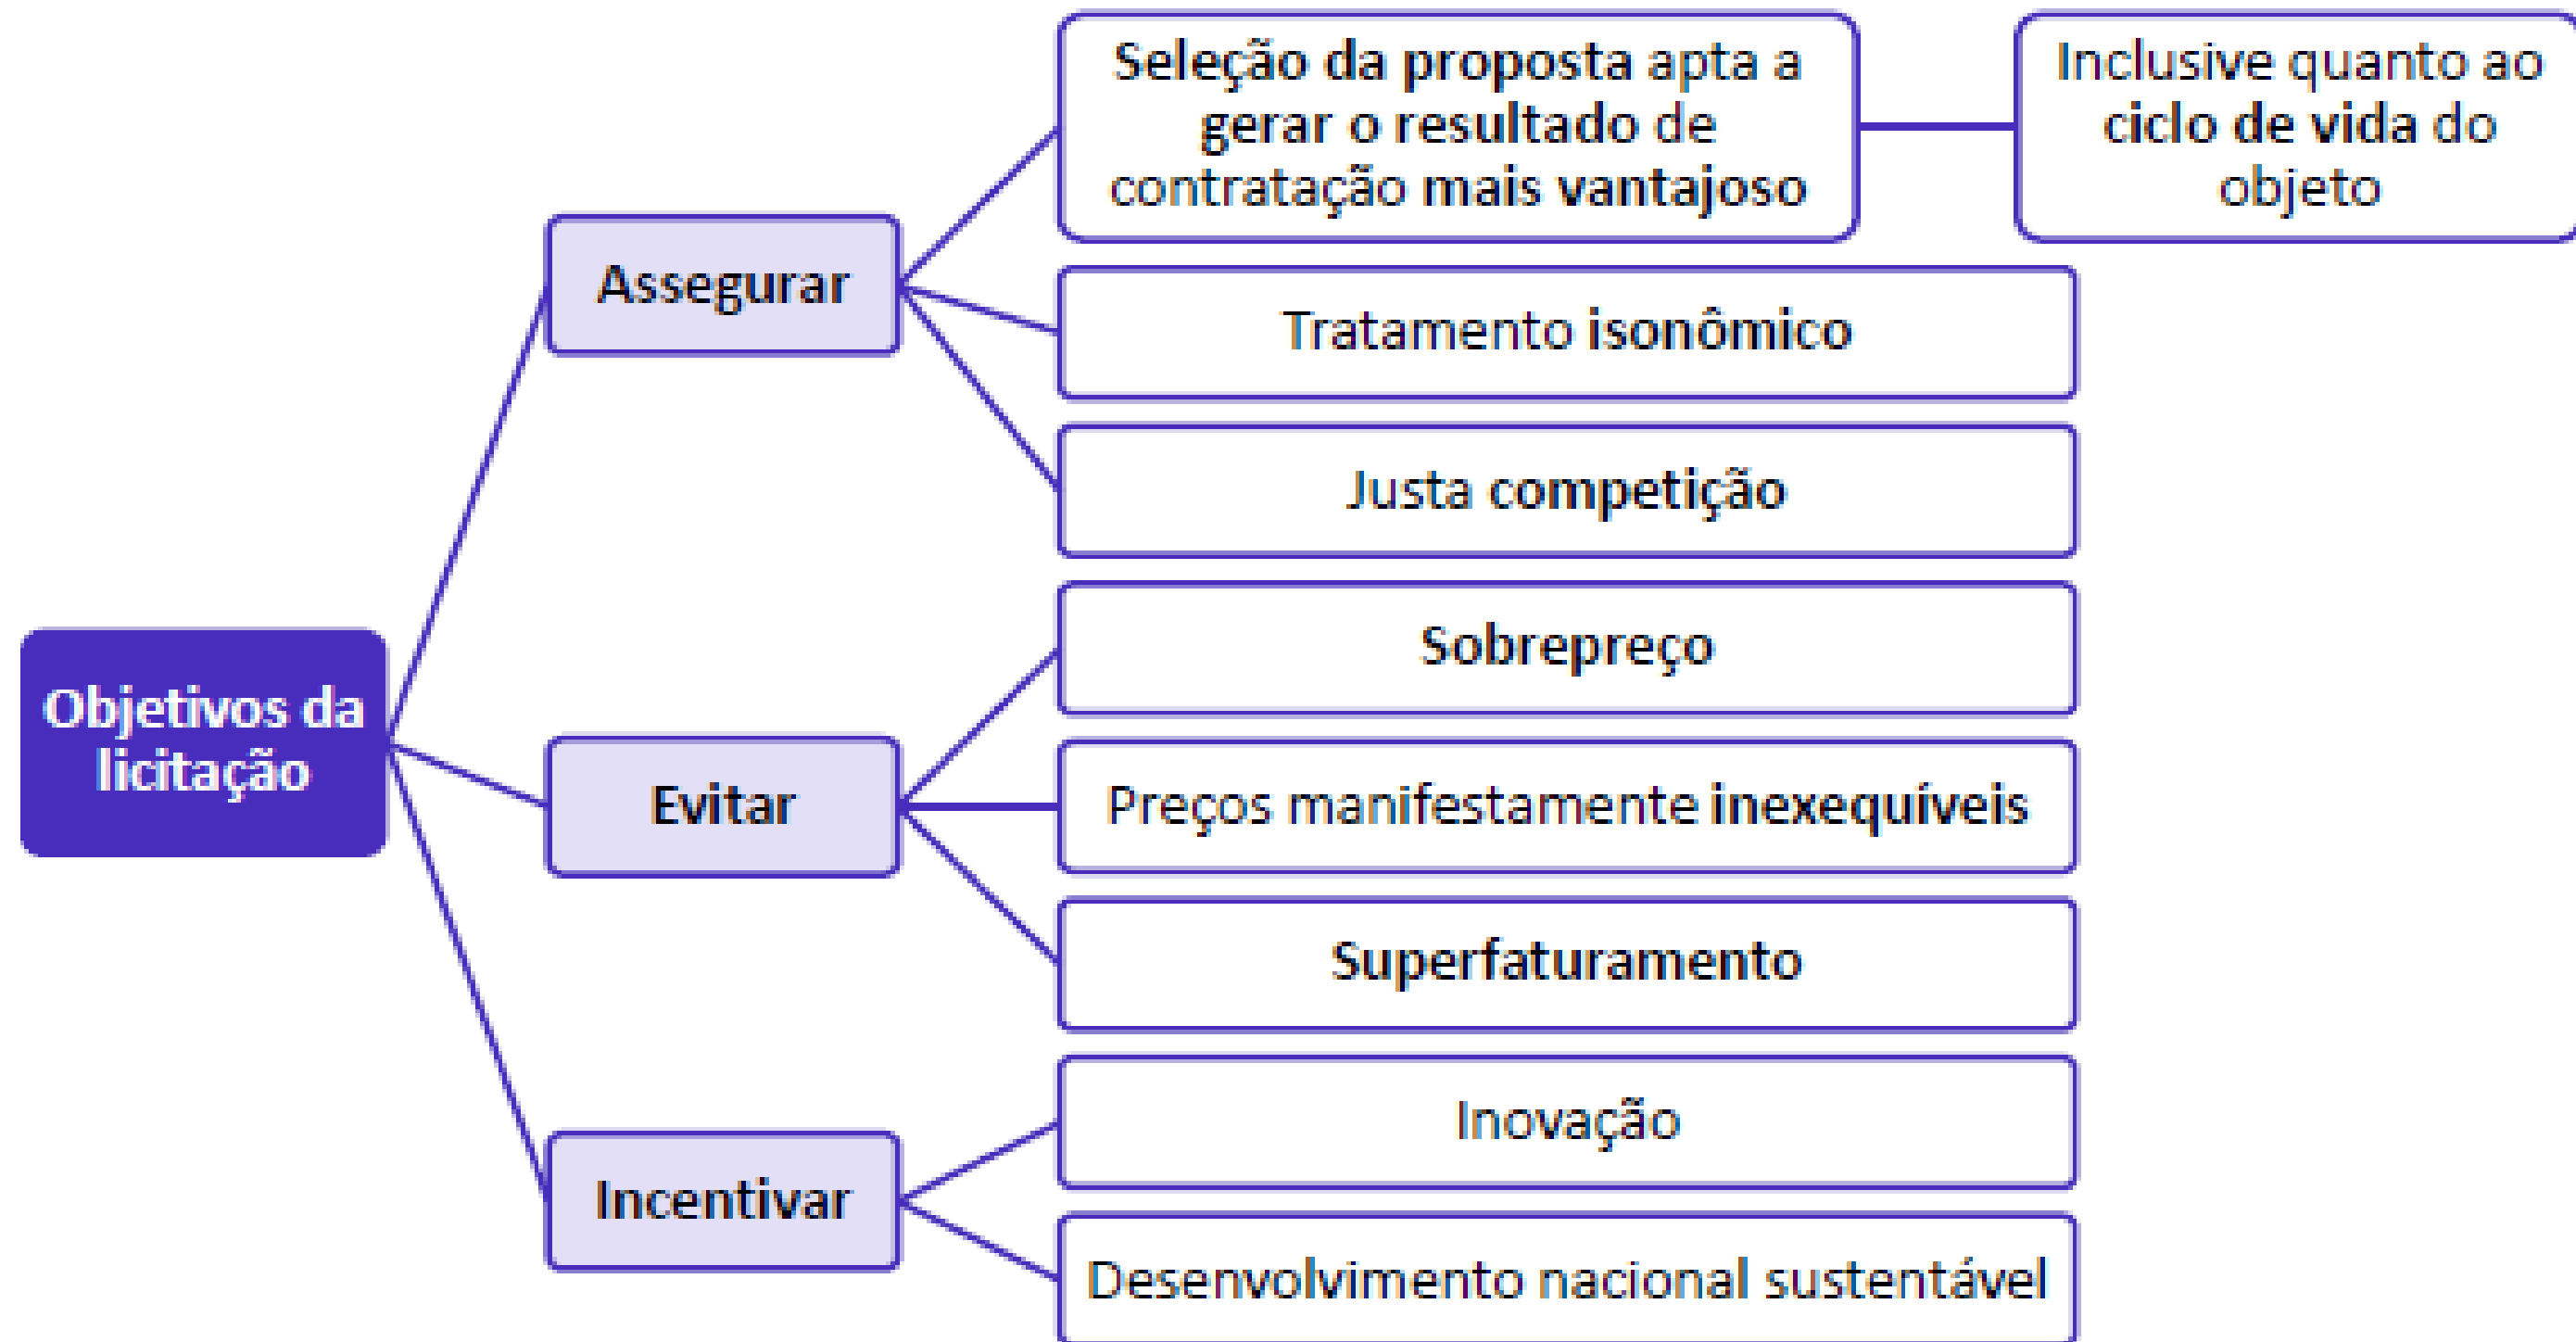 Objetivos da
licitação
Assegurar
Seleção da proposta apta a
gerar o resultado de
contratação mais vantajoso
Inclusive quanto ao
ciclo de vida do
objeto
Tratamento isonômico
Justa competição
Evitar
Sobrepreço
Preços manifestamente inexequíveis
Superfaturamento
Incentivar
Inovação
Desenvolvimento nacional sustentável